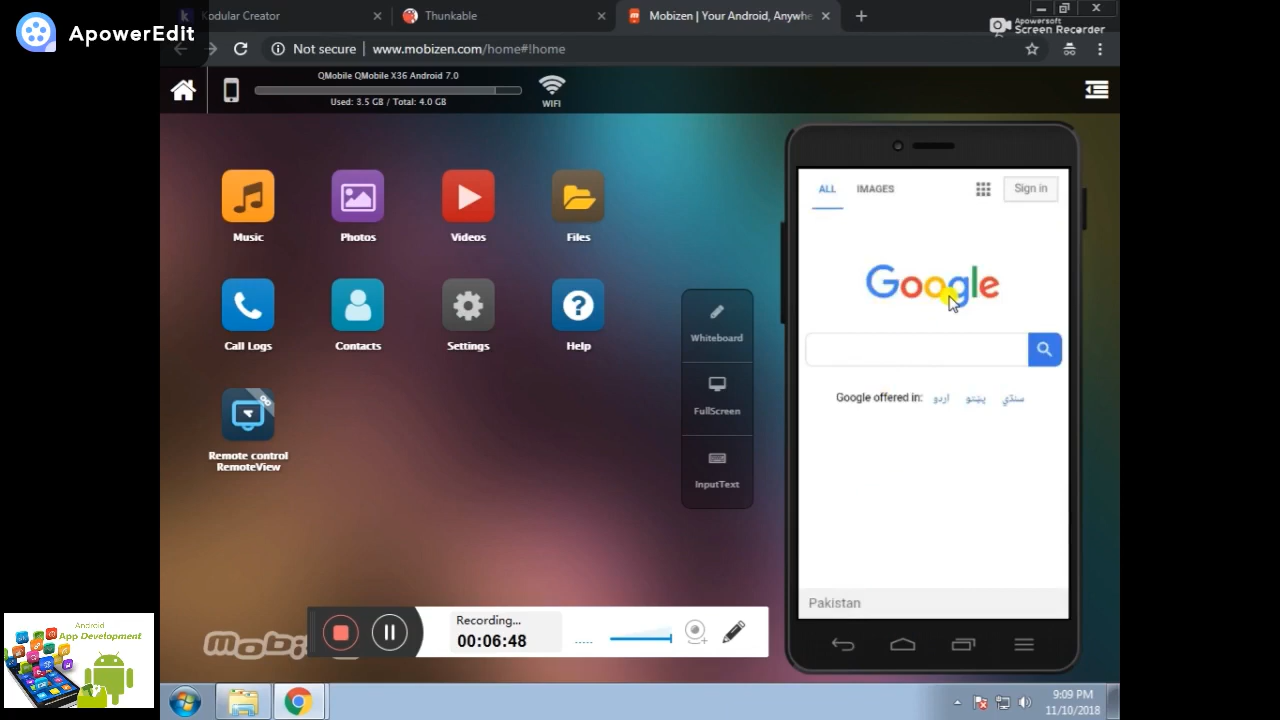 ApowerEdit
Kodular Creator
Thunkable
Mobizen | Your Android, Anywhe
Apowersoft
Screen Recorder
Not secure
www.mobizen.com/home#!home
QMobile QMobile X36 Android 7.0
Used: 3.5 GB / Total: 4.0 GB
WIFI
Music
Photos
Videos
Files
Call Logs
Contacts
Settings
Help
Remote control
RemoteView
Whiteboard
FullScreen
InputText
ALL
IMAGES
Sign in
Google
Google offered in: اردو پښتو سنڌي
Pakistan
Recording...
00:06:48
Android
App Development
9:09 PM
11/10/2018